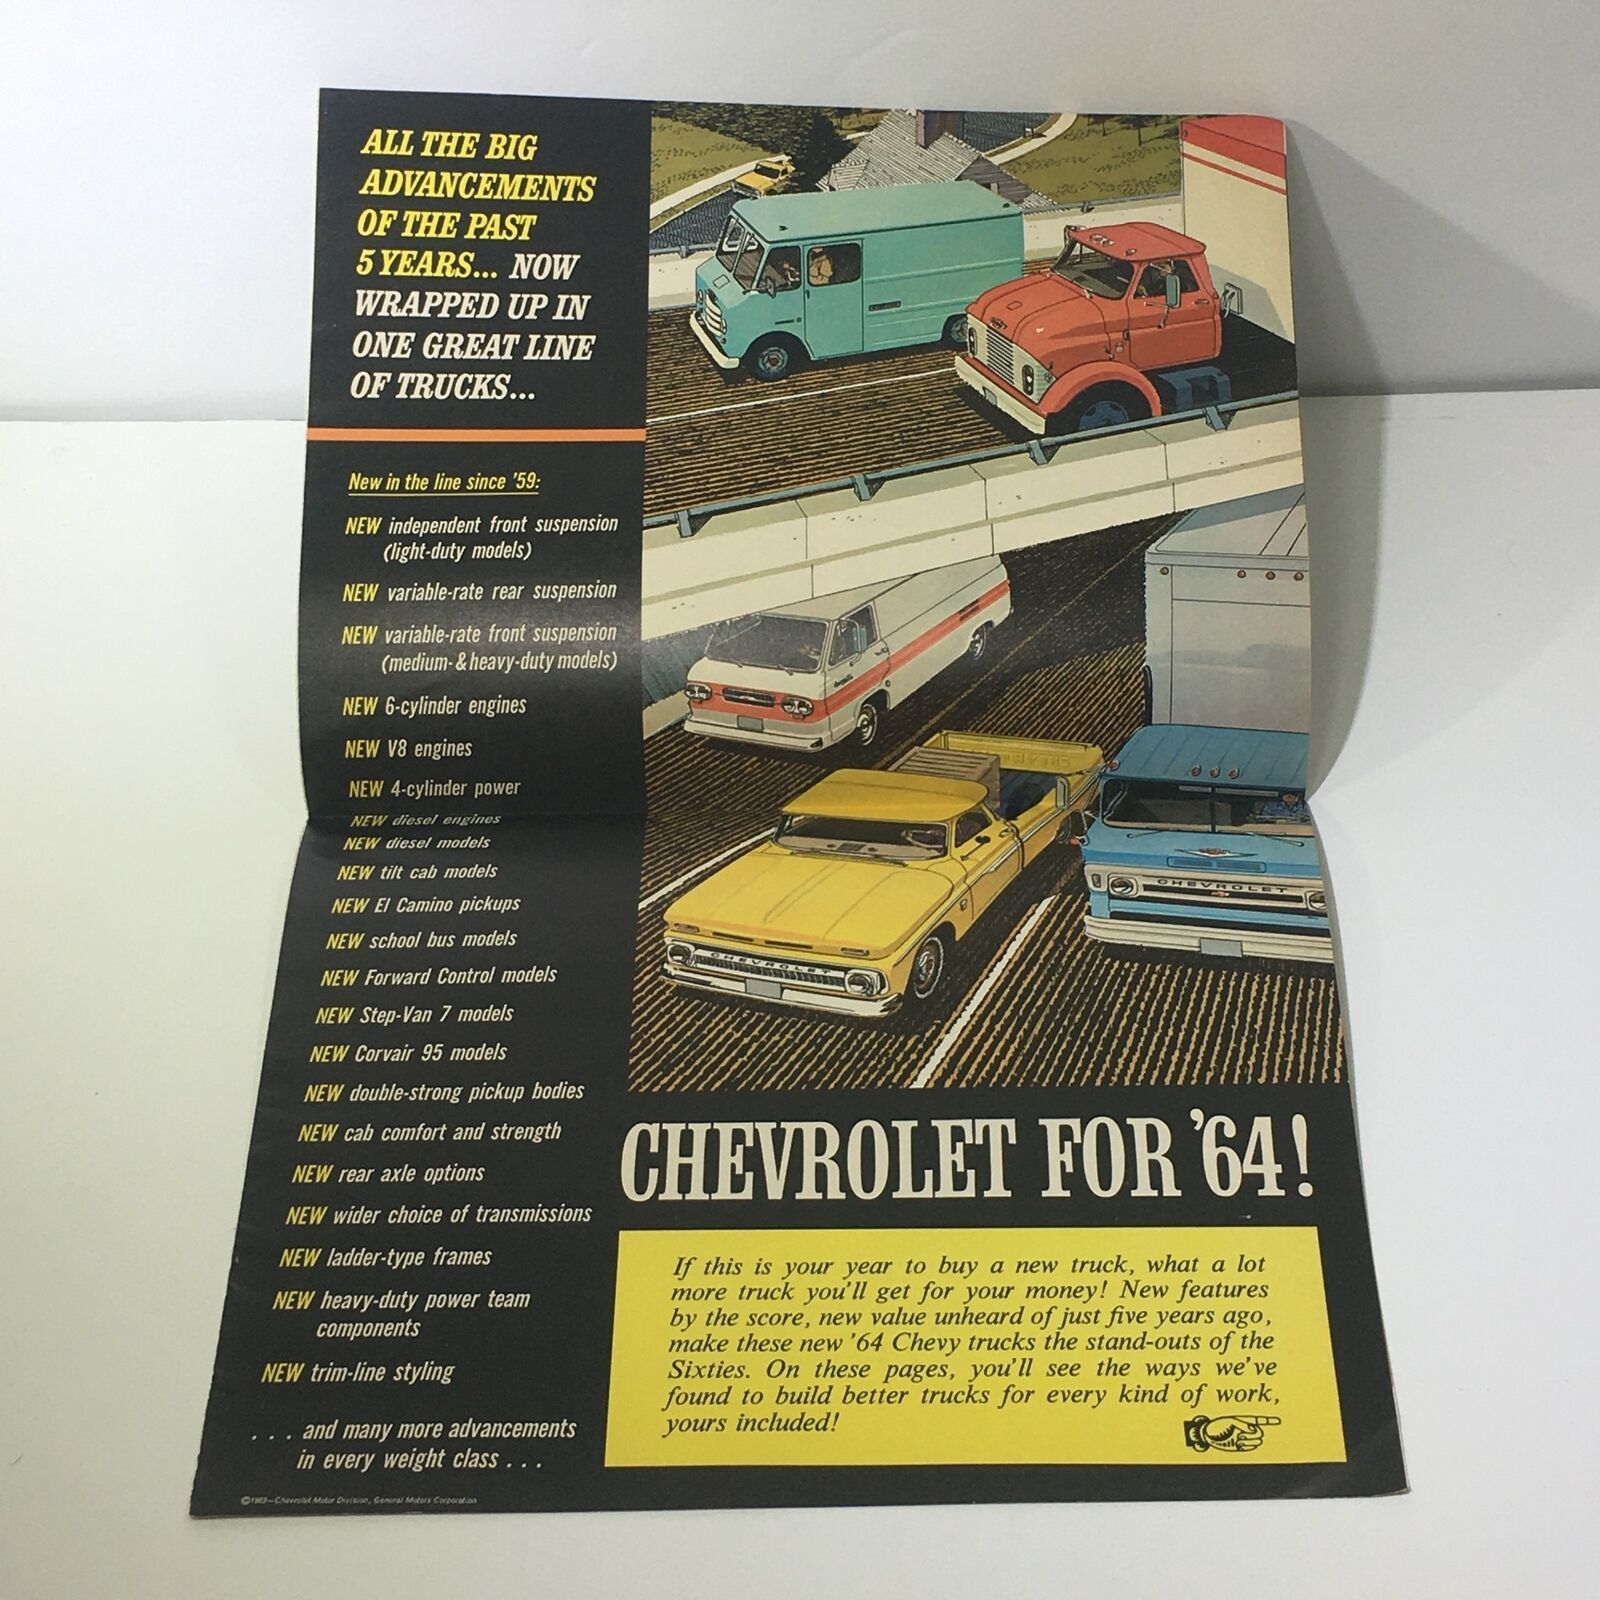 ALL THE BIG
ADVANCEMENTS
OF THE PAST
5 YEARS... NOW
WRAPPED UP IN
ONE GREAT LINE
OF TRUCKS...
New in the line since '59:
NEW independent front suspension
(light-duty models)
NEW variable-rate rear suspension
NEW variable-rate front suspension
(medium- & heavy-duty models)
NEW 6-cylinder engines
NEW V8 engines
NEW 4-cylinder power
NEW diesel engines
NEW diesel models
NEW tilt cab models
NEW El Camino pickups
NEW school bus models
NEW Forward Control models
NEW Step-Van 7 models
NEW Corvair 95 models
NEW double-strong pickup bodies
NEW cab comfort and strength
NEW rear axle options
NEW wider choice of transmissions
NEW ladder-type frames
NEW heavy-duty power team
components
NEW trim-line styling
. . . and many more advancements
in every weight class . . .
©1963—Chevrolet Motor Division, General Motors Corporation
CHEVROLET
CHEVROLET
CHEVROLET FOR '64!
If this is your year to buy a new truck, what a lot
more truck you'll get for your money! New features
by the score, new value unheard of just five years ago,
make these new '64 Chevy trucks the stand-outs of the
Sixties. On these pages, you'll see the ways we've
found to build better trucks for every kind of work,
yours included!